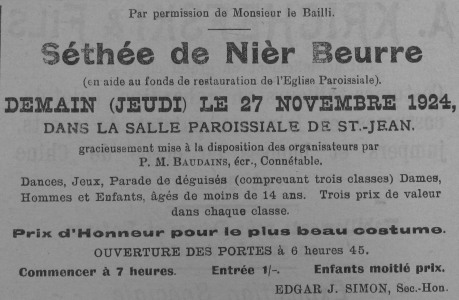 Par permission de Monsieur le Bailli.
Séthée de Nièr Beurre
(en aide au fonds de restauration de l'Eglise Paroissiale).
DEMAIN (JEUDI) LE 27 NOVEMBRE 1924,
DANS LA SALLE PAROISSIALE DE ST.-JEAN.
gracieusement mise à la disposition des organisateurs par
P. M. BAUDAINS, écr., Connétable.
Dances, Jeux, Parade de déguisés (comprenant trois classes) Dames,
Hommes et Enfants, âgés de moins de 14 ans. Trois prix de valeur
dans chaque classe.
Prix d'Honneur pour le plus beau costume.
OUVERTURE DES PORTES à 6 heures 45.
Commencer à 7 heures. Entrée 1/-. Enfants moitié prix.
EDGAR J. SIMON, Sec.-Hon.